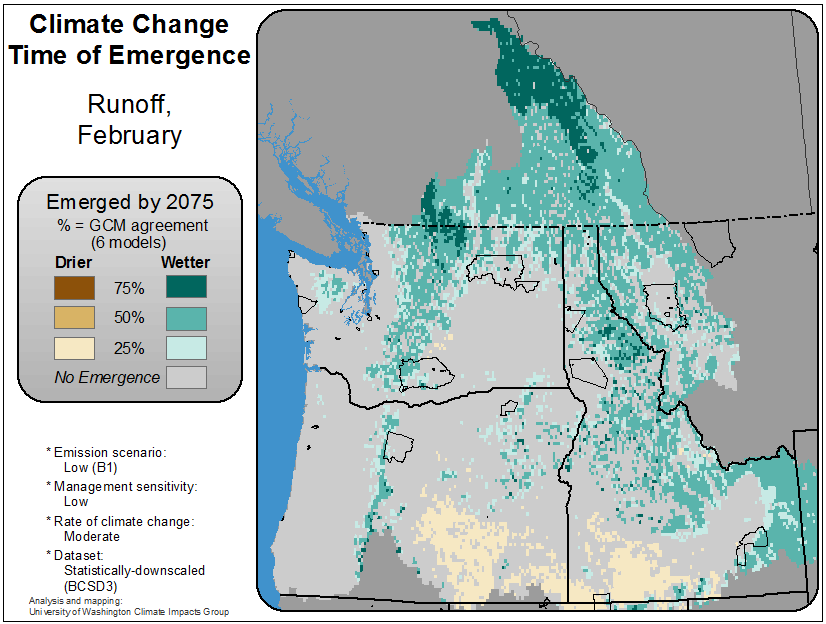 Climate Change
Time of Emergence
Runoff,
February
Emerged by 2075
% = GCM agreement
(6 models)
Drier Wetter
75%
50%
25%
No Emergence
* Emission scenario:
Low (B1)
* Management sensitivity:
Low
* Rate of climate change:
Moderate
* Dataset:
Statistically-downscaled
(BCSD3)
Analysis and mapping:
University of Washington Climate Impacts Group